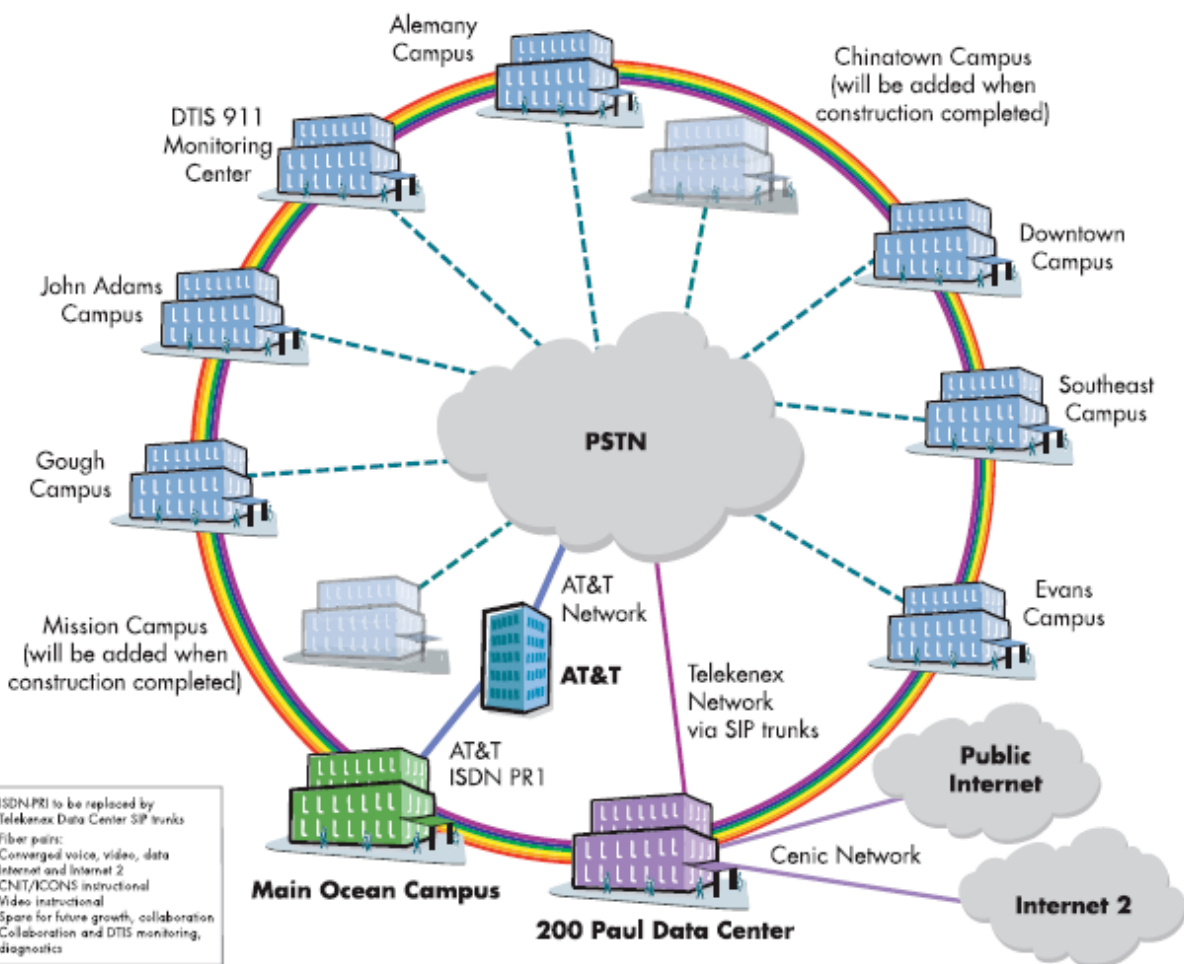 Alemany
Campus
Chinatown Campus
(will be added when
construction completed)
DTIS 911
Monitoring
Center
Downtown
Campus
John Adams
Campus
Southeast
Campus
PSTN
Gough
Campus
Evans
Campus
AT&T
Network
Mission Campus
(will be added when
construction completed)
AT&T
Telekenex
Network
via SIP trunks
AT&T
ISDN PR1
Public
Internet
Cenic Network
Internet 2
Main Ocean Campus
200 Paul Data Center
ISDN-PRI to be replaced by
Telekenex Data Center SIP trunks
Fiber pairs:
Converged voice, video, data
Internet and Internet 2
CNIT/ICONS instructional
Video instructional
Spare for future growth, collaboration
Collaboration and DTIS monitoring,
diagnostics